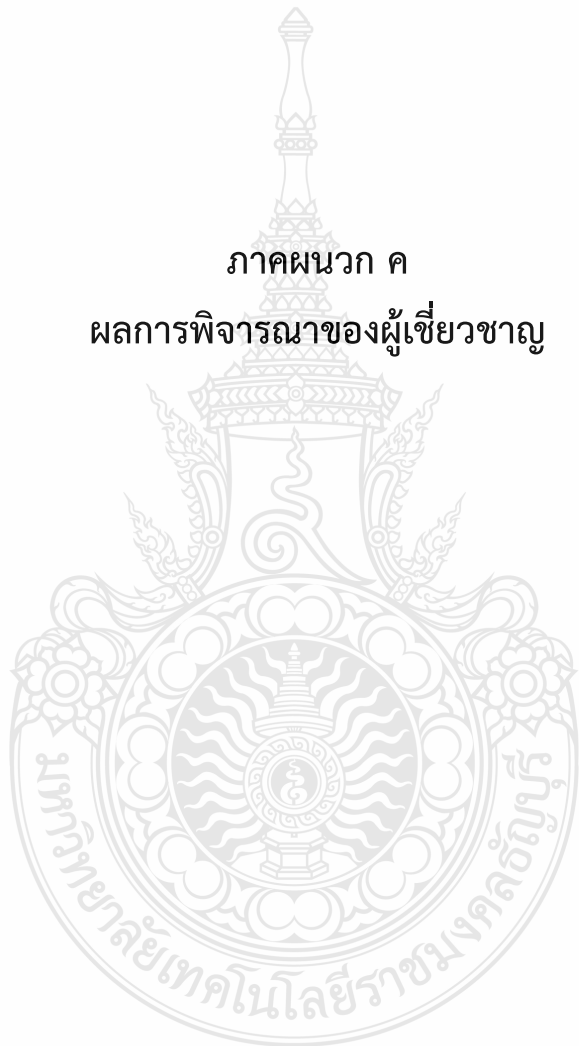 ภาคผนวก ค
ผลการพิจารณาของผู้เชี่ยวชาญ
มหาวิทยาลัยเทคโนโลยีราชมงคลธัญบุรี